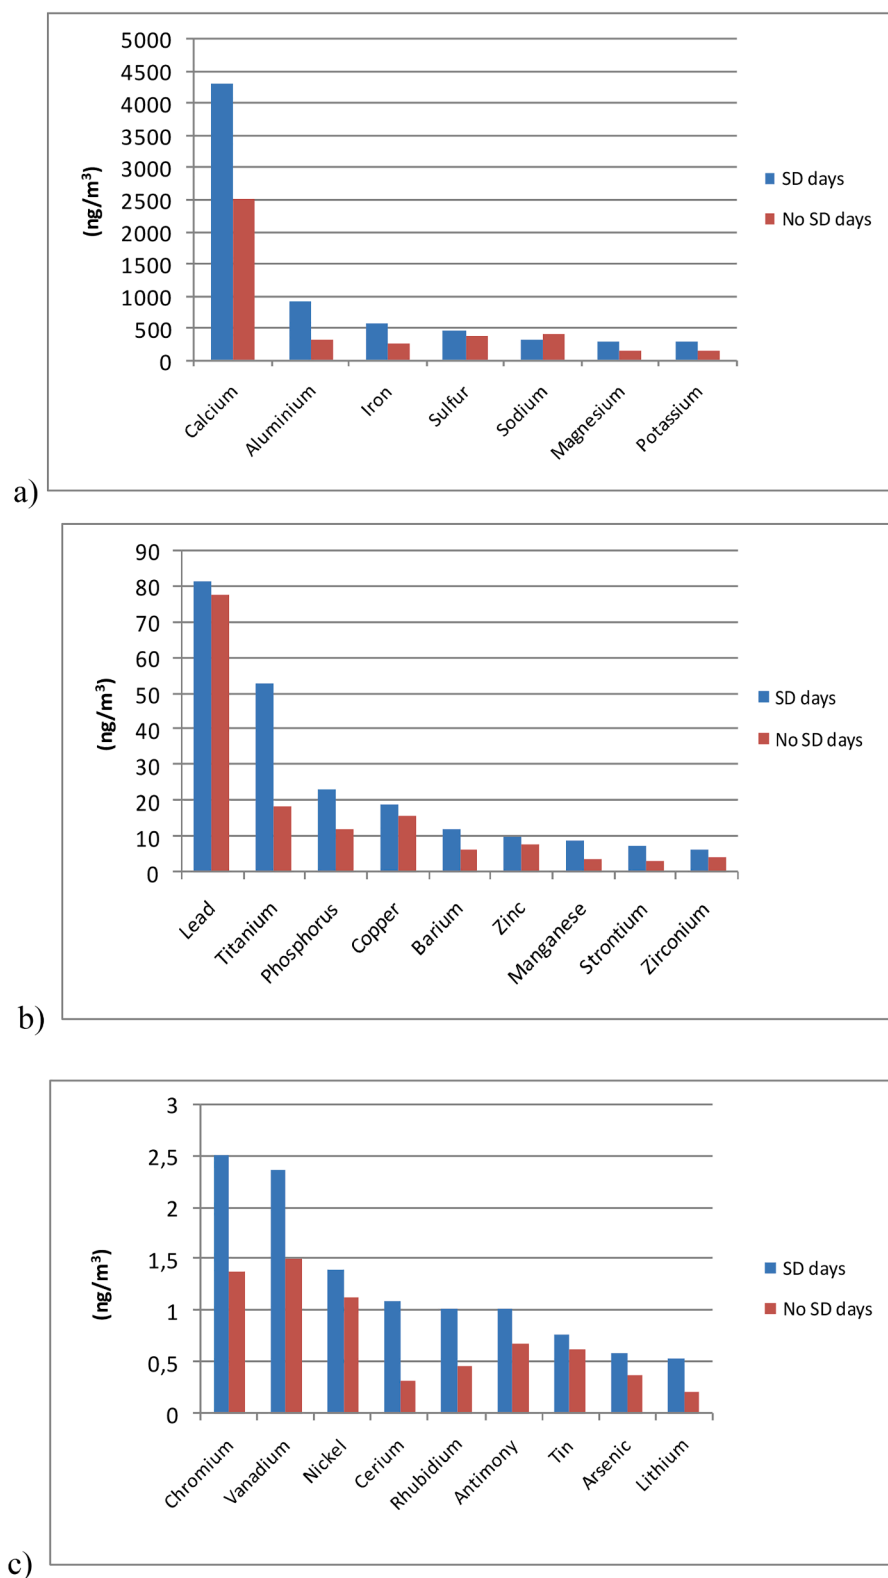 5000
4500
4000
3500
3000
2500
2000
1500
1000
500
0
(ng/m³)
Calcium
Aluminium
Iron
Sulfur
Sodium
Magnesium
Potassium
SD days
No SD days
a)
90
80
70
60
50
40
30
20
10
0
(ng/m³)
Lead
Titanium
Phosphorus
Copper
Barium
Zinc
Manganese
Strontium
Zirconium
SD days
No SD days
b)
3
2,5
2
1,5
1
0,5
0
(ng/m³)
Chromium
Vanadium
Nickel
Cerium
Rhubidium
Antimony
Tin
Arsenic
Lithium
SD days
No SD days
c)